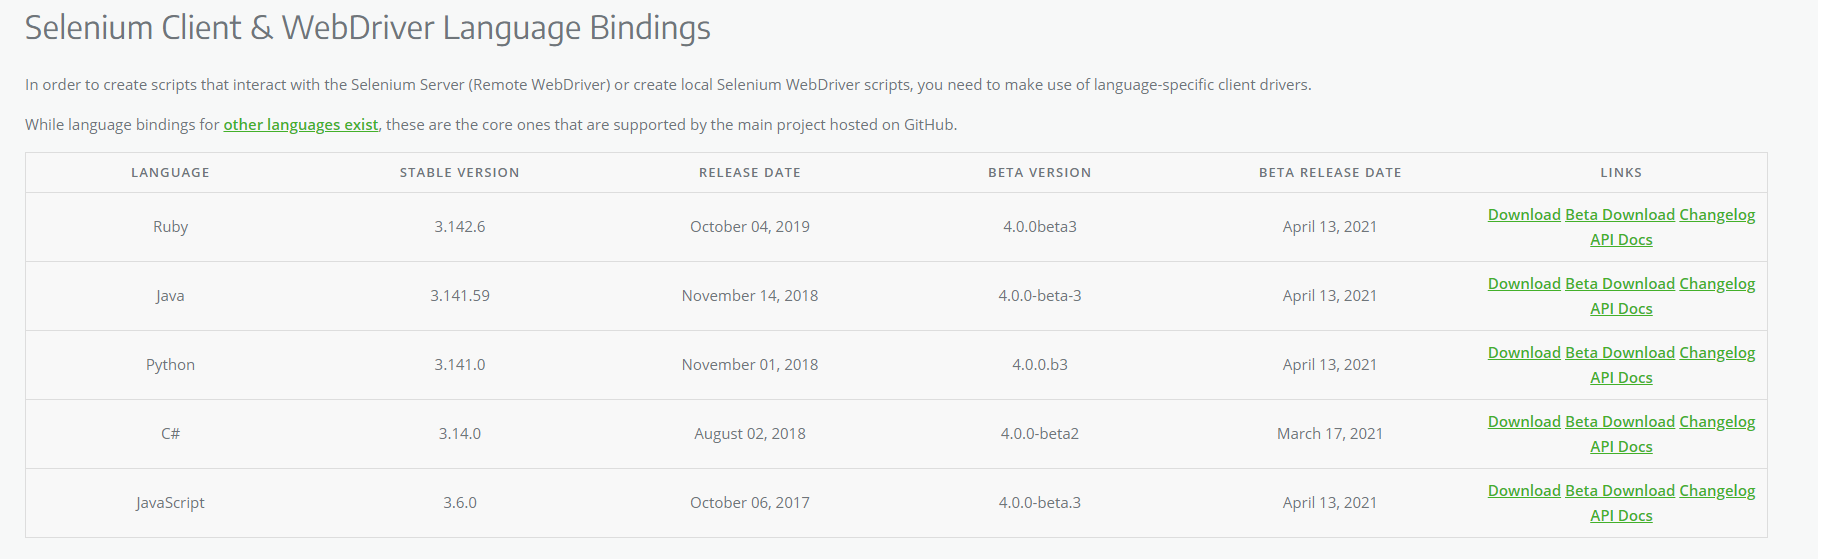 Selenium Client & WebDriver Language Bindings
In order to create scripts that interact with the Selenium Server (Remote WebDriver) or create local Selenium WebDriver scripts, you need to make use of language-specific client drivers.
While language bindings for other languages exist, these are the core ones that are supported by the main project hosted on GitHub.
LANGUAGE STABLE VERSION RELEASE DATE BETA VERSION BETA RELEASE DATE LINKS
Ruby 3.142.6 October 04, 2019 4.0.0beta3 April 13, 2021 Download Beta Download Changelog
API Docs
Java 3.141.59 November 14, 2018 4.0.0-beta-3 April 13, 2021 Download Beta Download Changelog
API Docs
Python 3.141.0 November 01, 2018 4.0.0.b3 April 13, 2021 Download Beta Download Changelog
API Docs
C# 3.14.0 August 02, 2018 4.0.0-beta2 March 17, 2021 Download Beta Download Changelog
API Docs
JavaScript 3.6.0 October 06, 2017 4.0.0-beta.3 April 13, 2021 Download Beta Download Changelog
API Docs